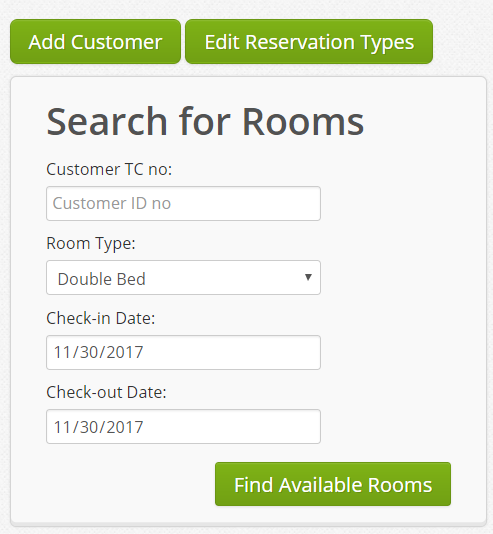 Add Customer Edit Reservation Types
Search for Rooms
Customer TC no:
Customer ID no
Room Type:
Double Bed
Check-in Date:
11/30/2017
Check-out Date:
11/30/2017
Find Available Rooms